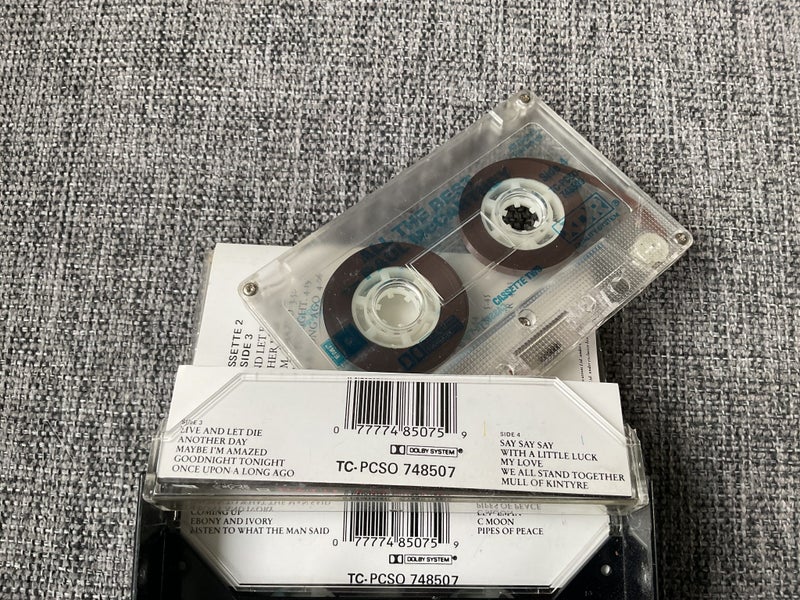 ALL THE BEST
CASSETTE TWO
SSETTE 2
SIDE 3
SIDE 3
LIVE AND LET DIE
ANOTHER DAY
MAYBE I'M AMAZED
GOODNIGHT TONIGHT
ONCE UPON A LONG AGO
0 77774 85075 9
DOLBY SYSTEM
TC-PCSO 748507
SIDE 4
SAY SAY SAY
WITH A LITTLE LUCK
MY LOVE
WE ALL STAND TOGETHER
MULL OF KINTYRE
COMING UP
EBONY AND IVORY
LISTEN TO WHAT THE MAN SAID
0 77774 85075 9
DOLBY SYSTEM
TC-PCSO 748507
C MOON
PIPES OF PEACE